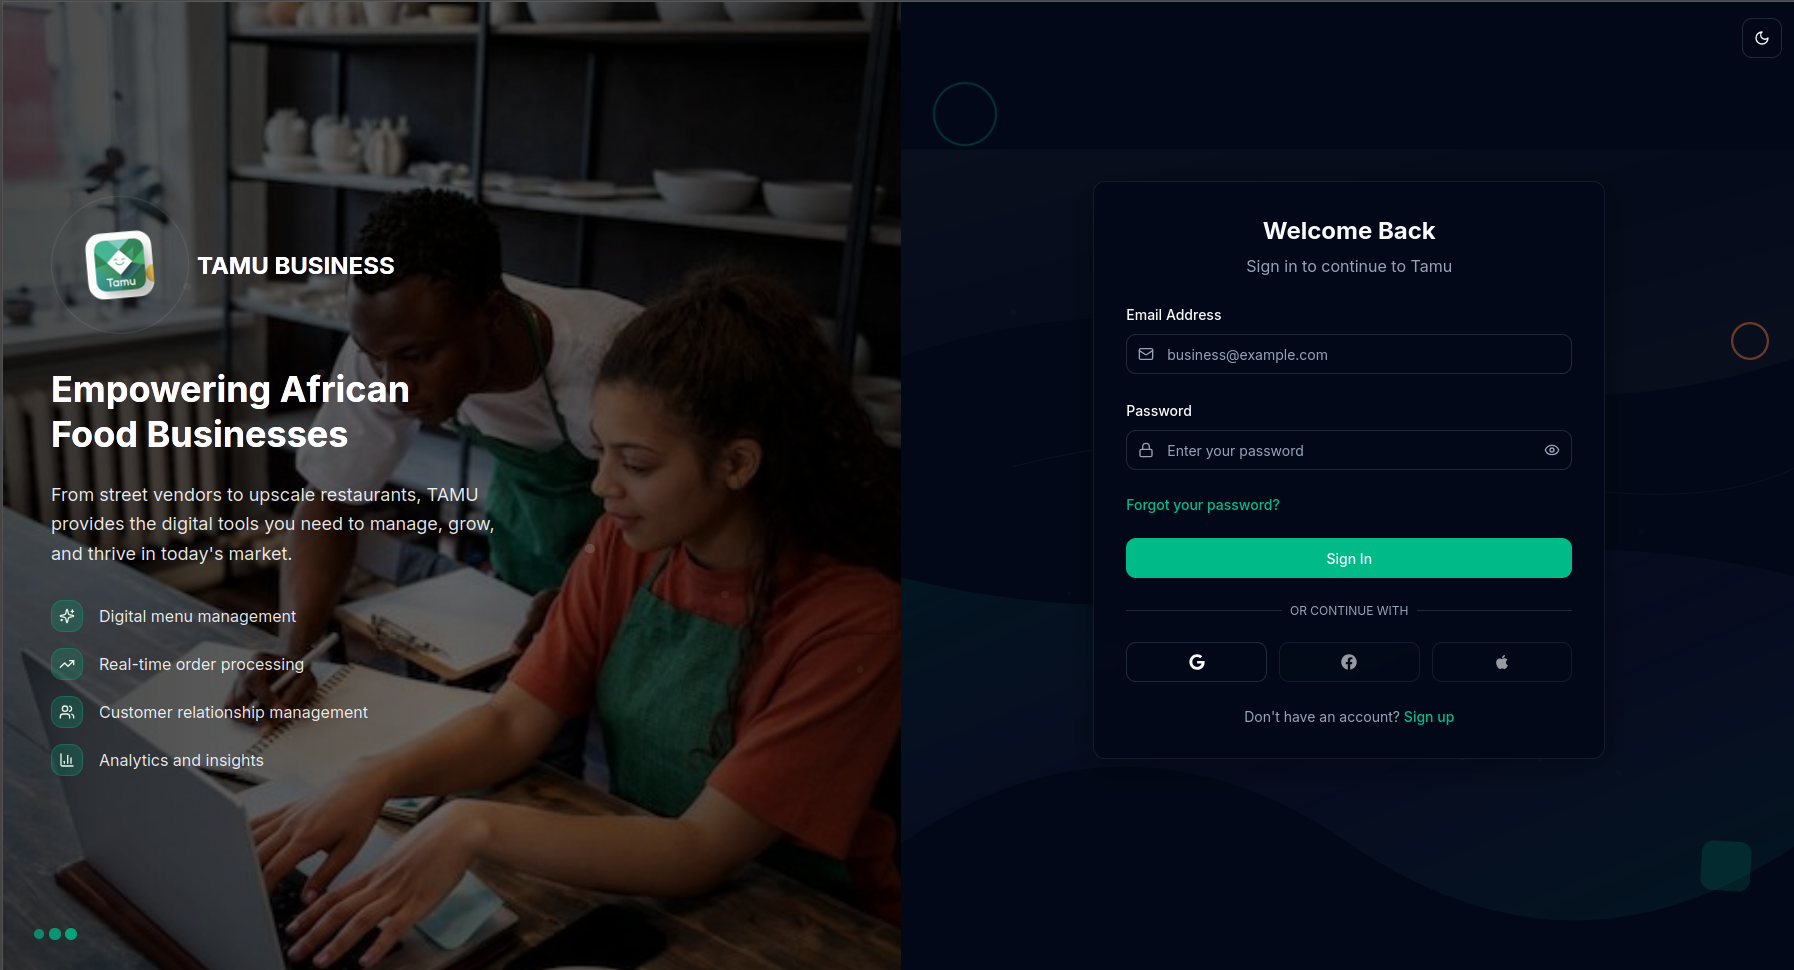 Tamu
TAMU BUSINESS
Empowering African
Food Businesses
From street vendors to upscale restaurants, TAMU
provides the digital tools you need to manage, grow,
and thrive in today's market.
Digital menu management
Real-time order processing
Customer relationship management
Analytics and insights
Welcome Back
Sign in to continue to Tamu
Email Address
business@example.com
Password
Enter your password
Forgot your password?
Sign In
OR CONTINUE WITH
Don't have an account? Sign up